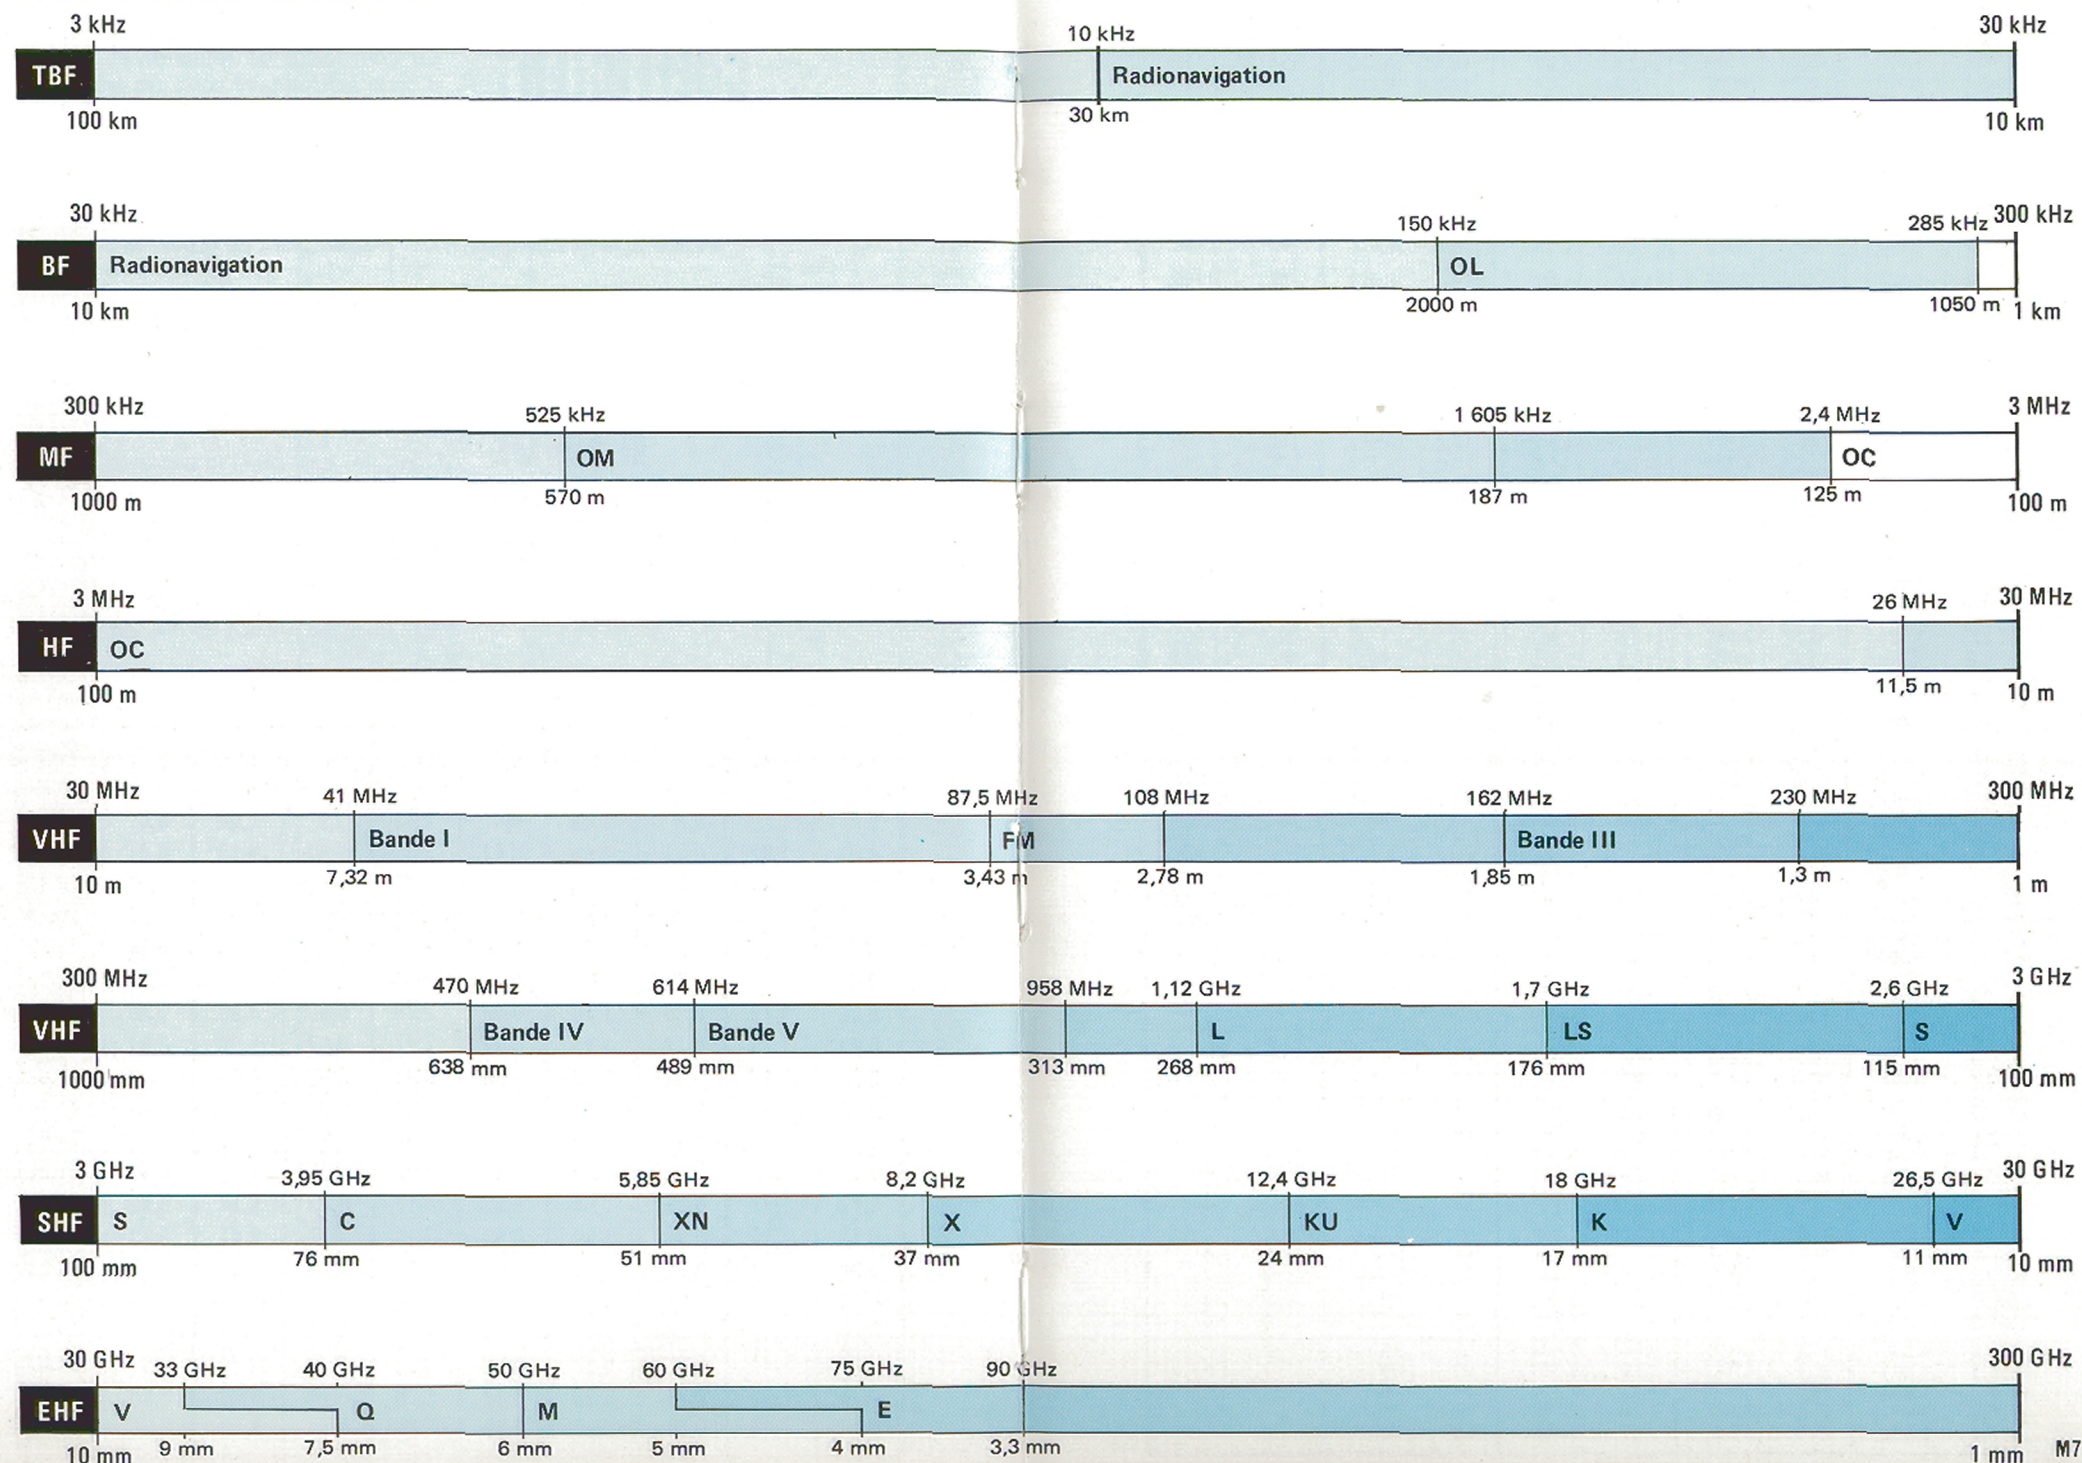 3 kHz 10 kHz 30 kHz
TBF Radionavigation
100 km 30 km 10 km
30 kHz 150 kHz 285 kHz 300 kHz
BF Radionavigation OL
10 km 2000 m 1050 m 1 km
300 kHz 525 kHz 1 605 kHz 2,4 MHz 3 MHz
MF OM OC
1000 m 570 m 187 m 125 m 100 m
3 MHz 26 MHz 30 MHz
HF OC
100 m 11,5 m 10 m
30 MHz 41 MHz 87,5 MHz 108 MHz 162 MHz 230 MHz 300 MHz
VHF Bande I FM Bande III
10 m 7,32 m 3,43 m 2,78 m 1,85 m 1,3 m 1 m
300 MHz 470 MHz 614 MHz 958 MHz 1,12 GHz 1,7 GHz 2,6 GHz 3 GHz
VHF Bande IV Bande V L LS S
1000 mm 638 mm 489 mm 313 mm 268 mm 176 mm 115 mm 100 mm
3 GHz 3,95 GHz 5,85 GHz 8,2 GHz 12,4 GHz 18 GHz 26,5 GHz 30 GHz
SHF S C XN X KU K V
100 mm 76 mm 51 mm 37 mm 24 mm 17 mm 11 mm 10 mm
30 GHz 33 GHz 40 GHz 50 GHz 60 GHz 75 GHz 90 GHz 300 GHz
EHF V Q M E
10 mm 9 mm 7,5 mm 6 mm 5 mm 4 mm 3,3 mm 1 mm M7